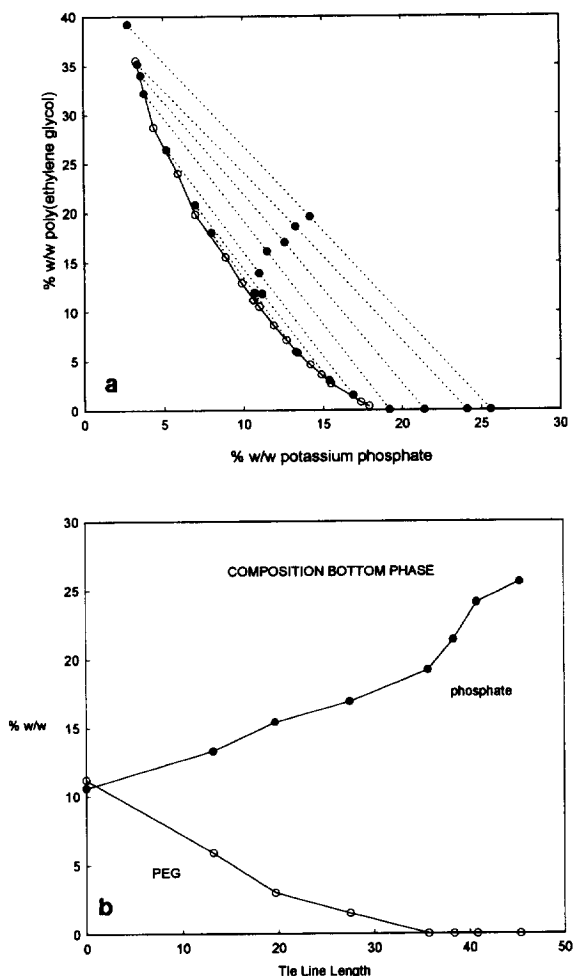 40
35
30
25
20
15
10
5
0
% w/w poly(ethylene glycol)
a
0 5 10 15 20 25 30
% w/w potassium phosphate
30
25
20
15
10
5
0
% w/w
COMPOSITION BOTTOM PHASE
phosphate
PEG
b
0 10 20 30 40 50
Tie Line Length